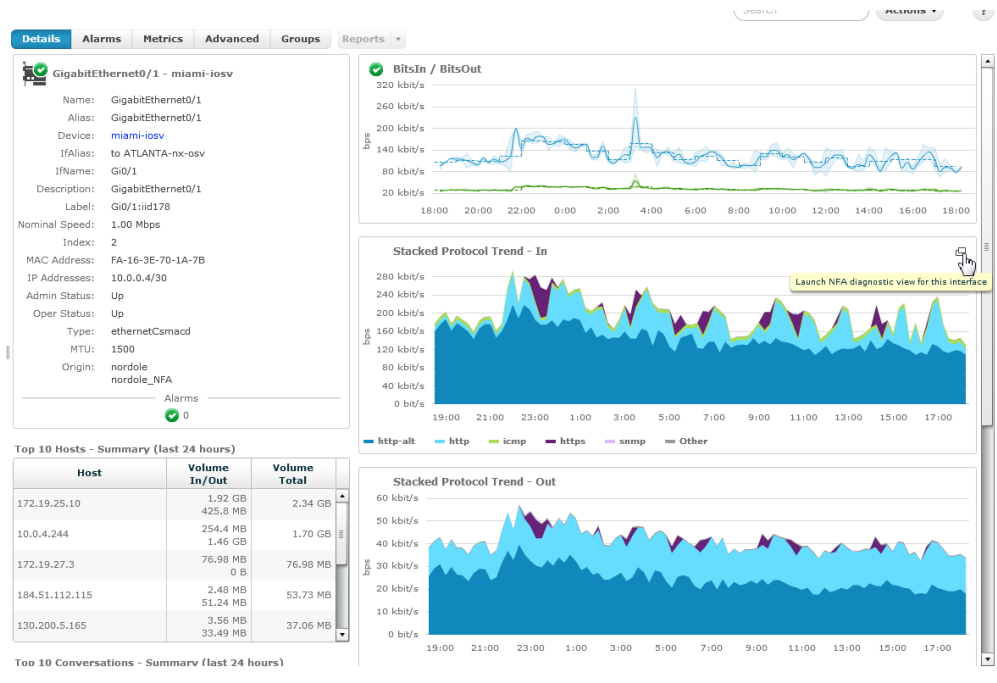 Search
Actions
?
Details Alarms Metrics Advanced Groups Reports
GigabitEthernet0/1 - miami-iosv
Name: GigabitEthernet0/1
Alias: GigabitEthernet0/1
Device: miami-iosv
IfAlias: to ATLANTA-nx-osv
IfName: Gi0/1
Description: GigabitEthernet0/1
Label: Gi0/1:iid178
Nominal Speed: 1.00 Mbps
Index: 2
MAC Address: FA-16-3E-70-1A-7B
IP Addresses: 10.0.0.4/30
Admin Status: Up
Oper Status: Up
Type: ethernetCsmacd
MTU: 1500
Origin: nordole
nordole_NFA
Alarms
0
Top 10 Hosts - Summary (last 24 hours)
Host Volume In/Out Volume Total
172.19.25.10 1.92 GB 2.34 GB
425.8 MB
10.0.4.244 254.4 MB 1.70 GB
1.46 GB
172.19.27.3 76.98 MB 76.98 MB
0 B
184.51.112.115 2.48 MB 53.73 MB
51.24 MB
130.200.5.165 3.56 MB 37.06 MB
33.49 MB
Top 10 Conversations - Summary (last 24 hours)
BitsIn / BitsOut
320 kbit/s
260 kbit/s
200 kbit/s
140 kbit/s
80 kbit/s
20 kbit/s
bps
18:00 20:00 22:00 0:00 2:00 4:00 6:00 8:00 10:00 12:00 14:00 16:00 18:00
Stacked Protocol Trend - In
Launch NFA diagnostic view for this interface
280 kbit/s
240 kbit/s
200 kbit/s
160 kbit/s
120 kbit/s
80 kbit/s
40 kbit/s
0 bit/s
bps
19:00 21:00 23:00 1:00 3:00 5:00 7:00 9:00 11:00 13:00 15:00 17:00
http-alt http icmp https snmp Other
Stacked Protocol Trend - Out
60 kbit/s
50 kbit/s
40 kbit/s
30 kbit/s
20 kbit/s
10 kbit/s
0 bit/s
bps
19:00 21:00 23:00 1:00 3:00 5:00 7:00 9:00 11:00 13:00 15:00 17:00